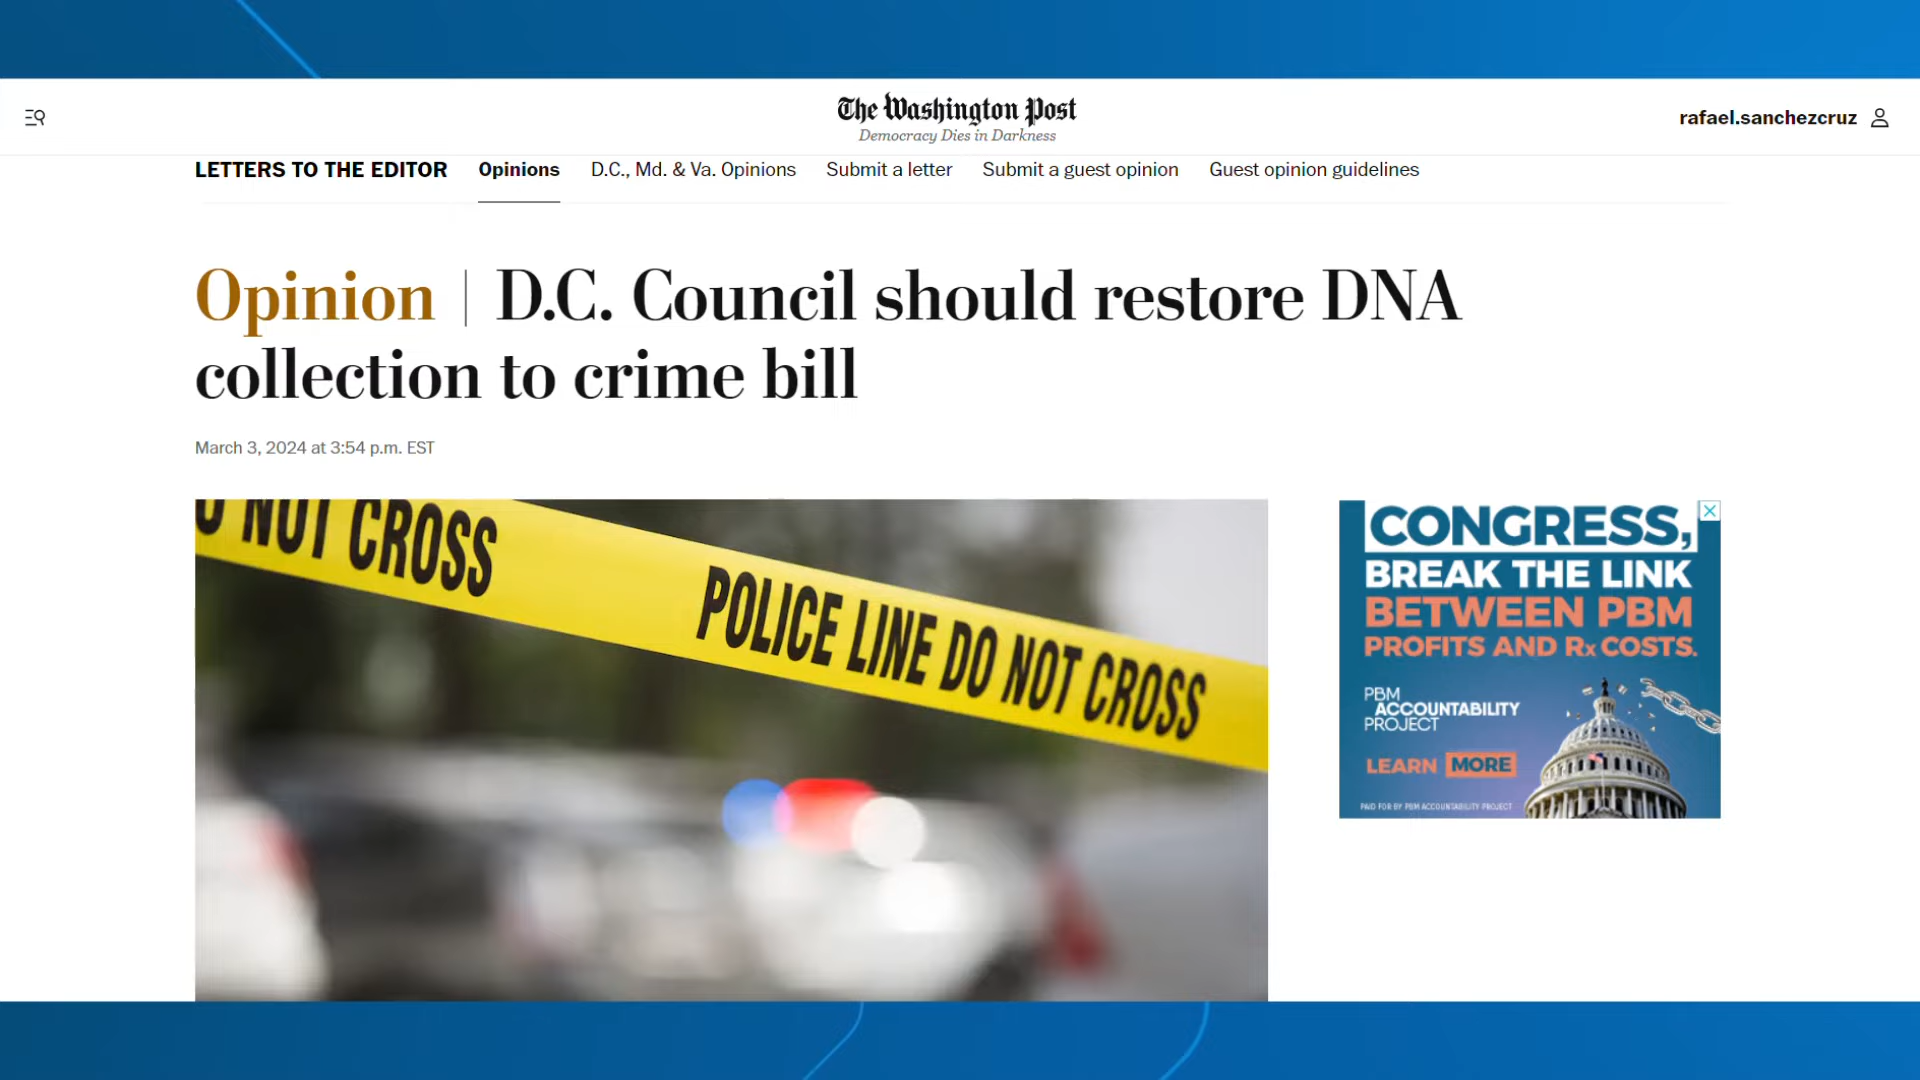 The Washington Post
Democracy Dies in Darkness
rafael.sanchezcruz
LETTERS TO THE EDITOR Opinions D.C., Md. & Va. Opinions Submit a letter Submit a guest opinion Guest opinion guidelines
Opinion | D.C. Council should restore DNA
collection to crime bill
March 3, 2024 at 3:54 p.m. EST
O NOT CROSS
POLICE LINE DO NOT CROSS
CONGRESS,
BREAK THE LINK
BETWEEN PBM
PROFITS AND Rx COSTS.
PBM
ACCOUNTABILITY
PROJECT
LEARN MORE
PAID FOR BY PBM ACCOUNTABILITY PROJECT